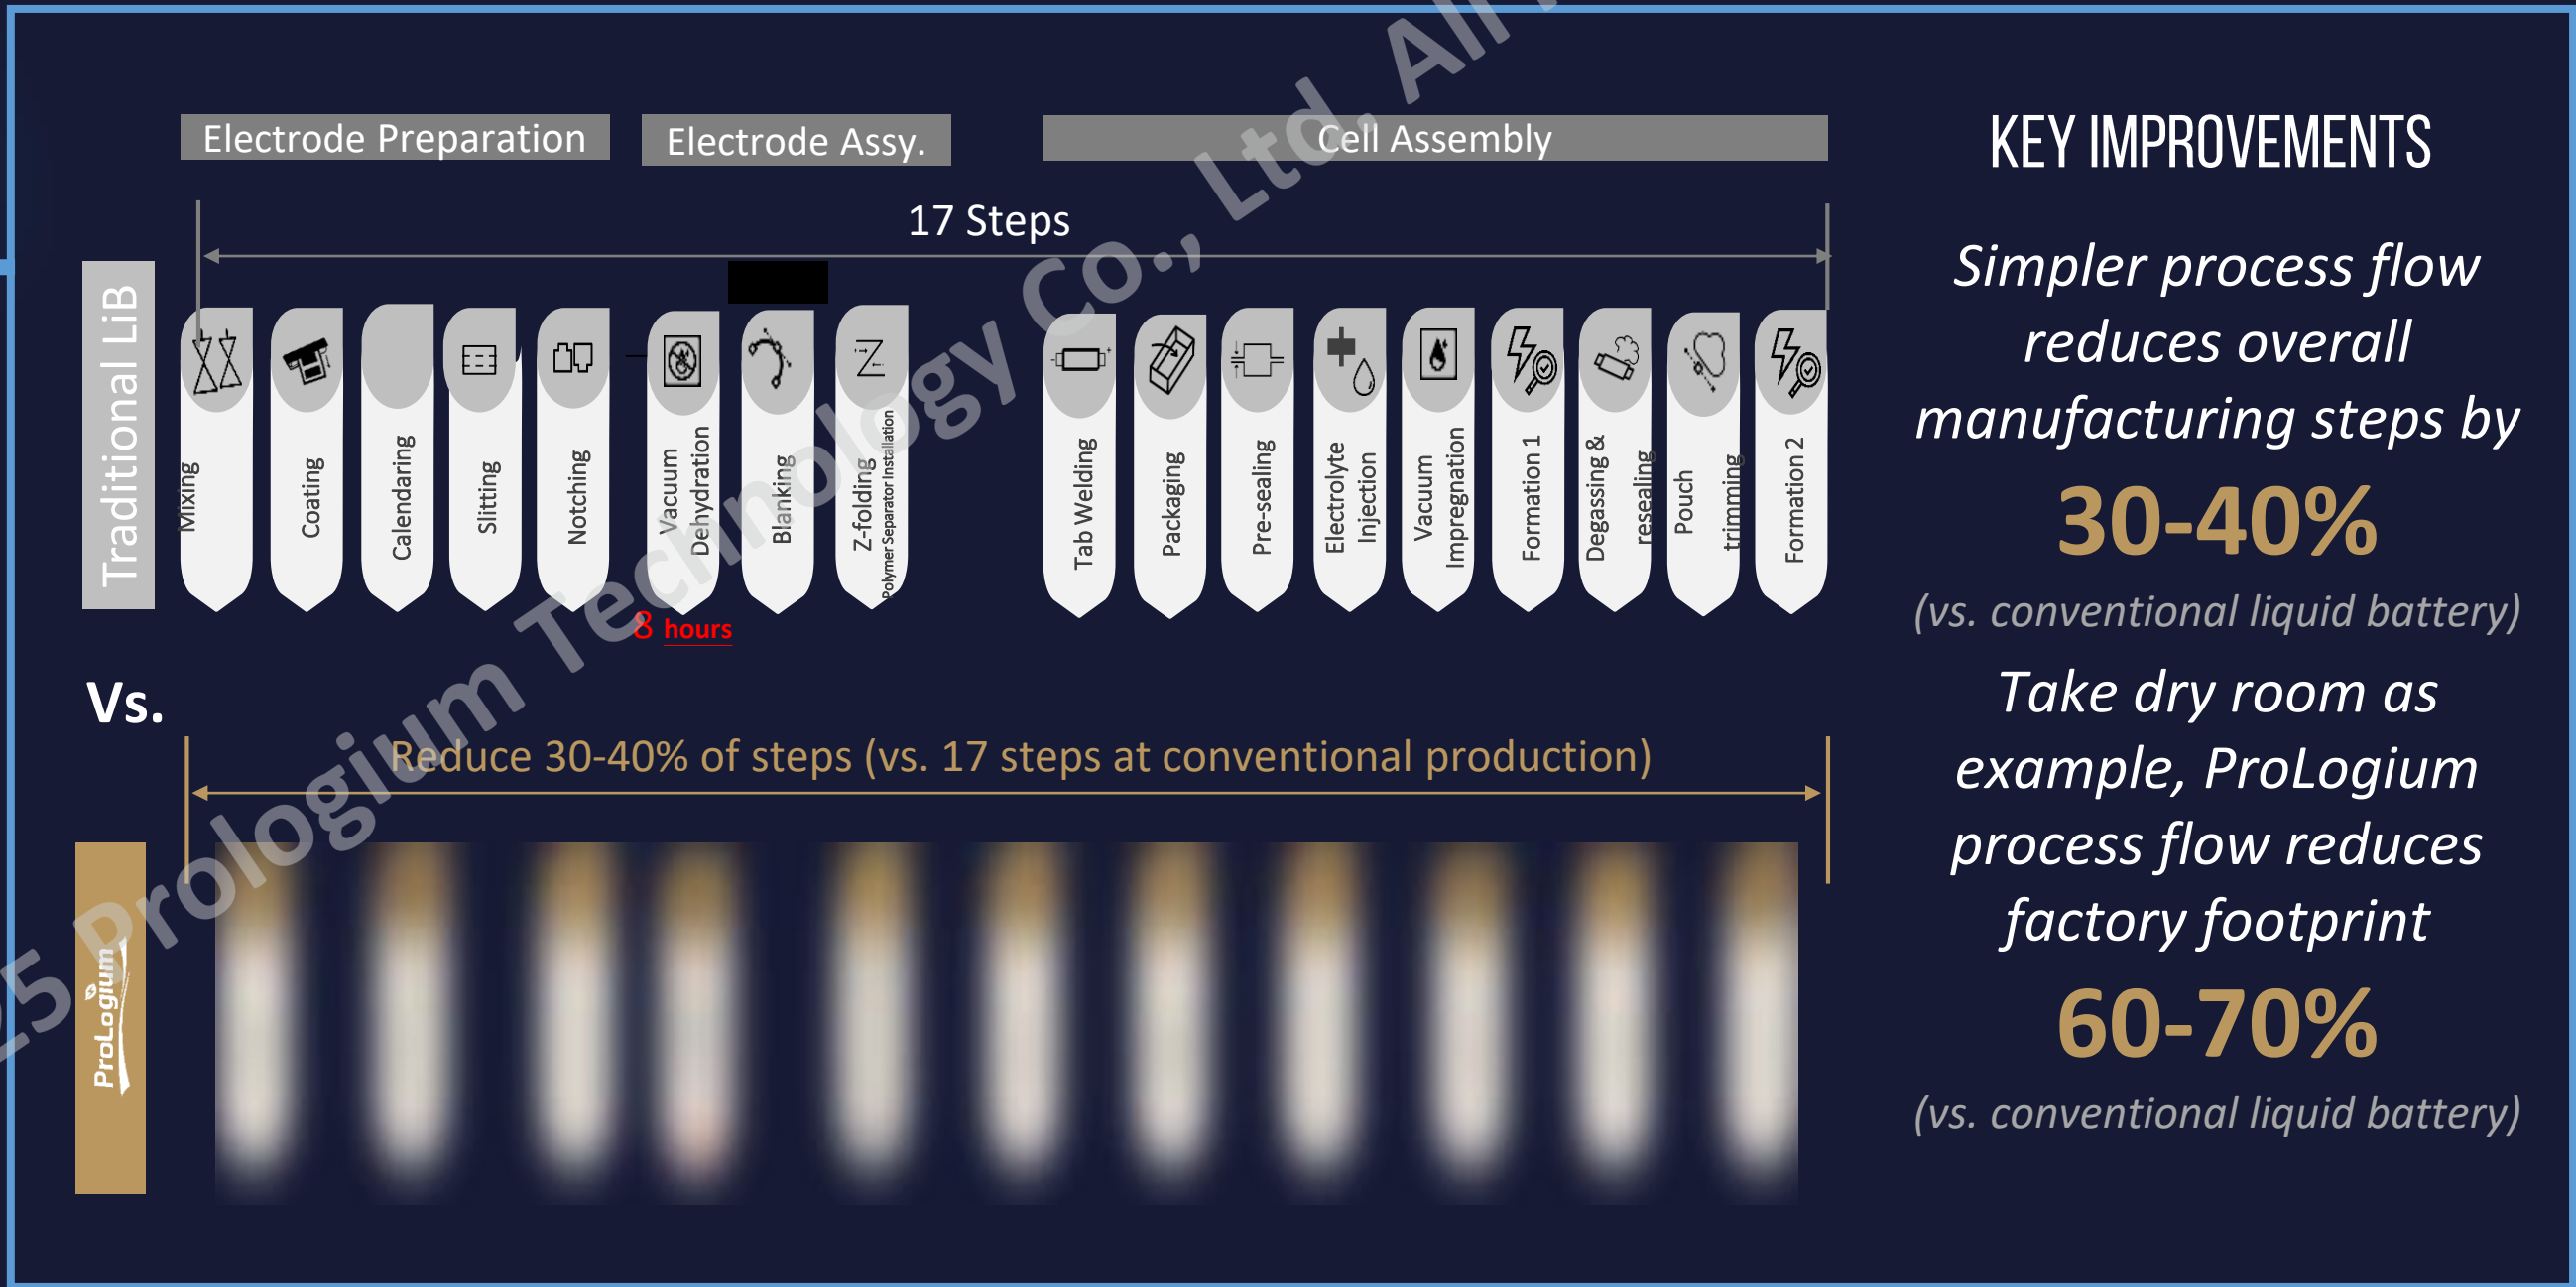 Electrode Preparation
Electrode Assy.
Cell Assembly
17 Steps
Traditional LiB
Mixing
Coating
Calendaring
Slitting
Notching
Vacuum
Dehydration
Blanking
Z-folding
Polymer Separator Installation
Tab Welding
Packaging
Pre-sealing
Electrolyte
Injection
Vacuum
Impregnation
Formation 1
Degassing &
resealing
Pouch
trimming
Formation 2
8 hours
Vs.
Reduce 30-40% of steps (vs. 17 steps at conventional production)
ProLogium
KEY IMPROVEMENTS
Simpler process flow
reduces overall
manufacturing steps by
30-40%
(vs. conventional liquid battery)
Take dry room as
example, ProLogium
process flow reduces
factory footprint
60-70%
(vs. conventional liquid battery)
25 Prologium Technology Co., Ltd. All